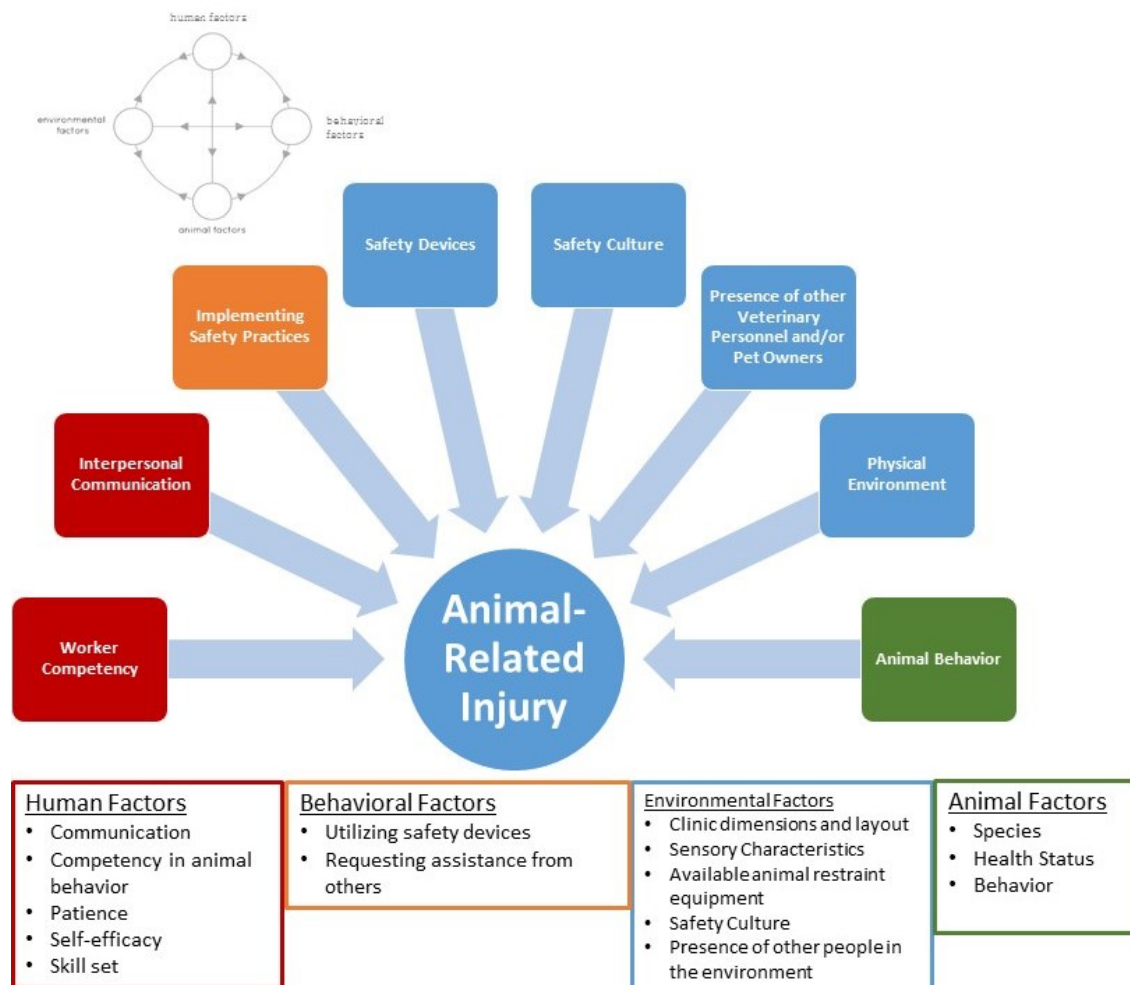 human factors
environmental
factors
behavioral
factors
animal factors
Safety Devices
Safety Culture
Implementing
Safety Practices
Presence of other
Veterinary
Personnel and/or
Pet Owners
Interpersonal
Communication
Physical
Environment
Worker
Competency
Animal-
Related
Injury
Animal Behavior
Human Factors
• Communication
• Competency in animal
behavior
• Patience
• Self-efficacy
• Skill set
Behavioral Factors
• Utilizing safety devices
• Requesting assistance from
others
Environmental Factors
• Clinic dimensions and layout
• Sensory Characteristics
• Available animal restraint
equipment
• Safety Culture
• Presence of other people in
the environment
Animal Factors
• Species
• Health Status
• Behavior